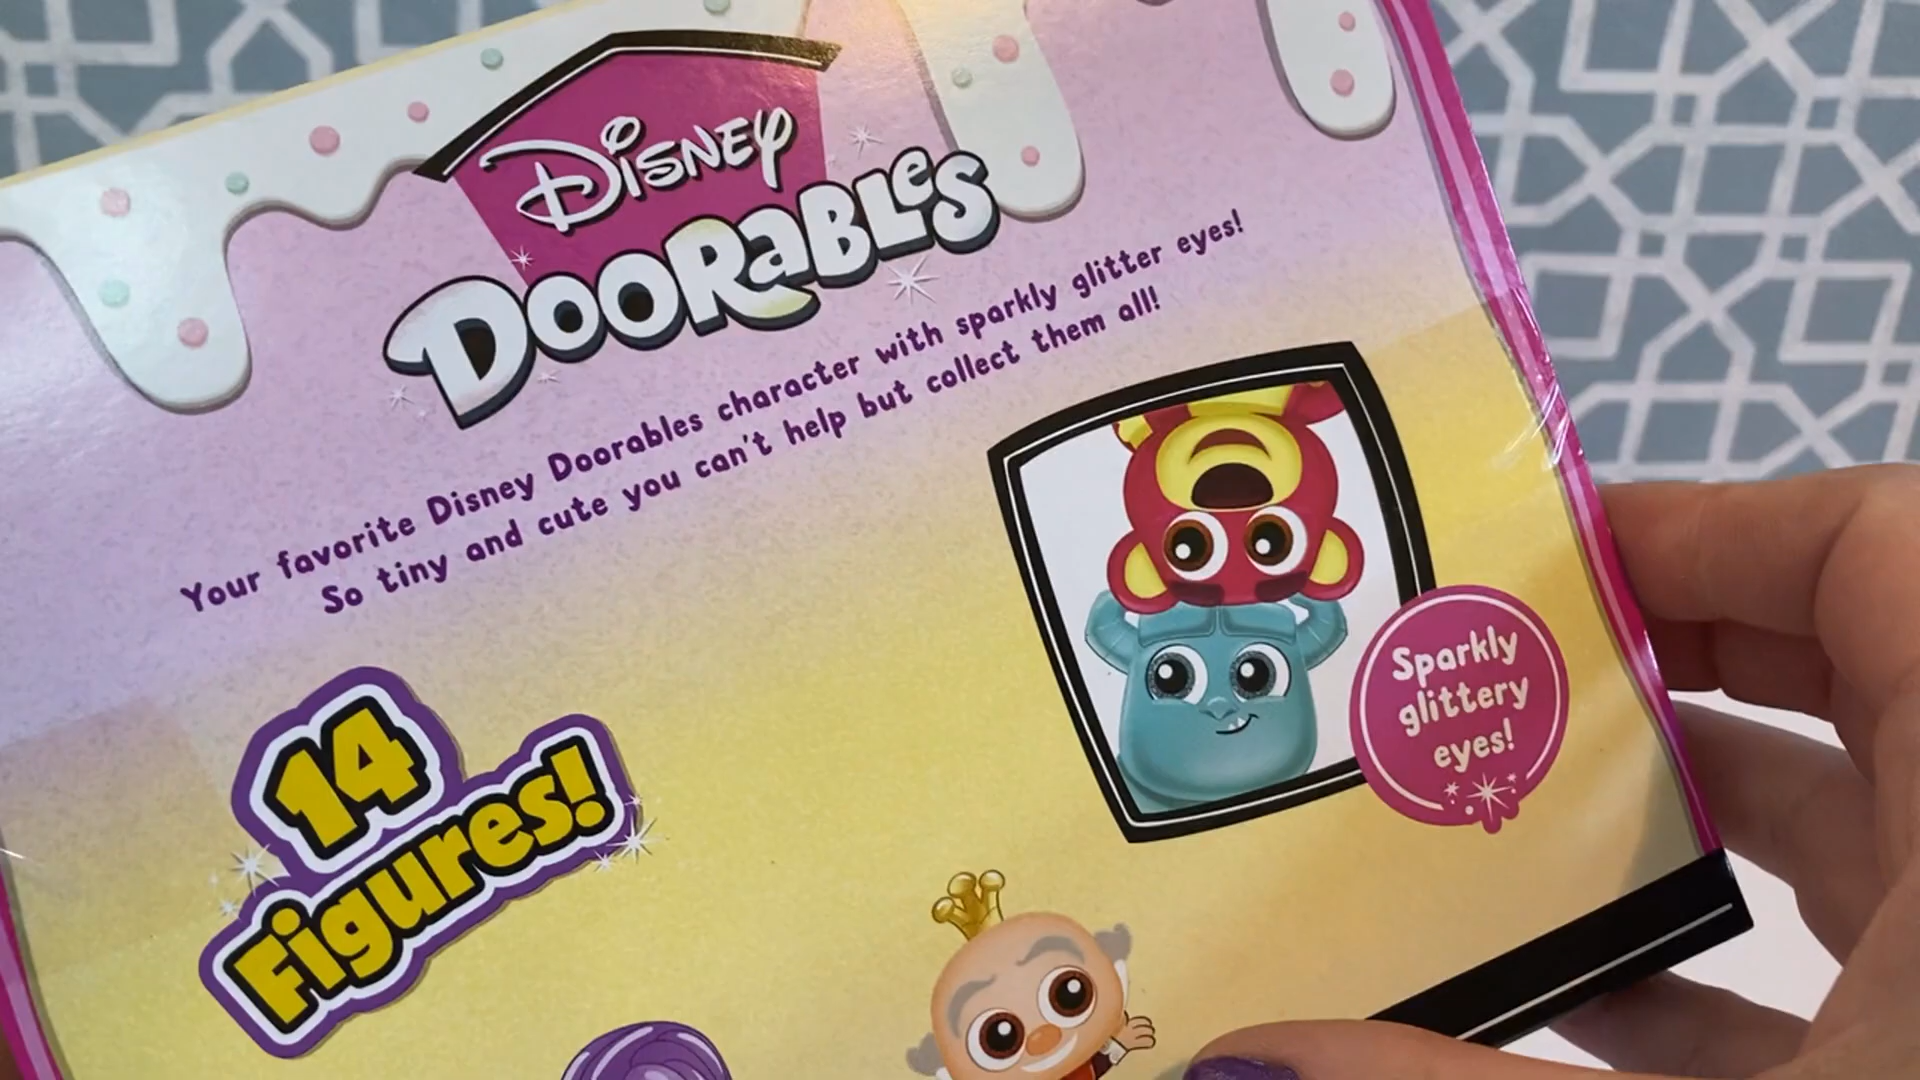 Disney
Doorables
Your favorite Disney Doorables character with sparkly glitter eyes!
So tiny and cute you can't help but collect them all!
14
Figures!
Sparkly
glittery
eyes!